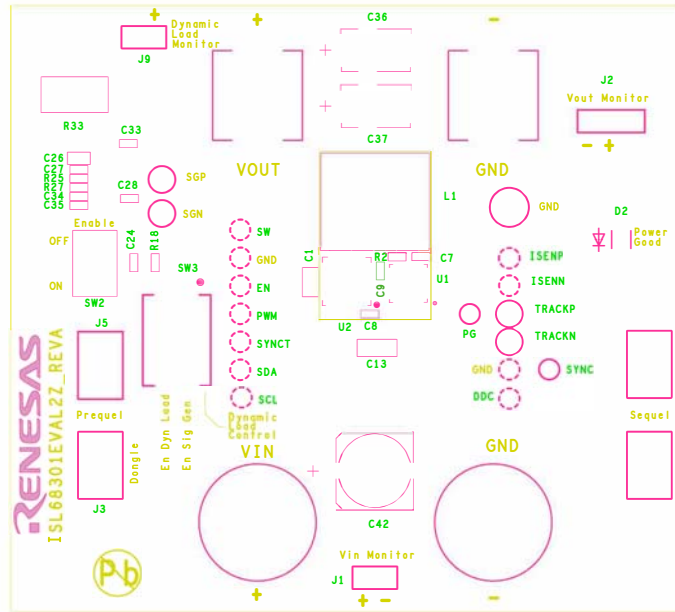 Dynamic
Load
Monitor
J9
+
C36
-
J2
Vout Monitor
- +
R33
C33
C37
C26
C27
R25
R27
C34
C35
C28
SGP
SGN
VOUT
GND
L1
GND
D2
Power
Good
Enable
OFF
ON
SW2
C24
R18
SW3
SW
GND
EN
PWM
SYNCT
SDA
SCL
C1
R2
C7
C9
U1
U2
C8
C13
ISENP
ISENN
TRACKP
TRACKN
PG
GND
SYNC
DDC
J5
Prequel
Dongle
J3
En Dyn Load
En Sig Gen
Dynamic
Load
Control
Sequel
RENESAS
ISL68301EVAL2Z_REVA
VIN
GND
+
C42
Vin Monitor
J1
+ -
+
-
Pb